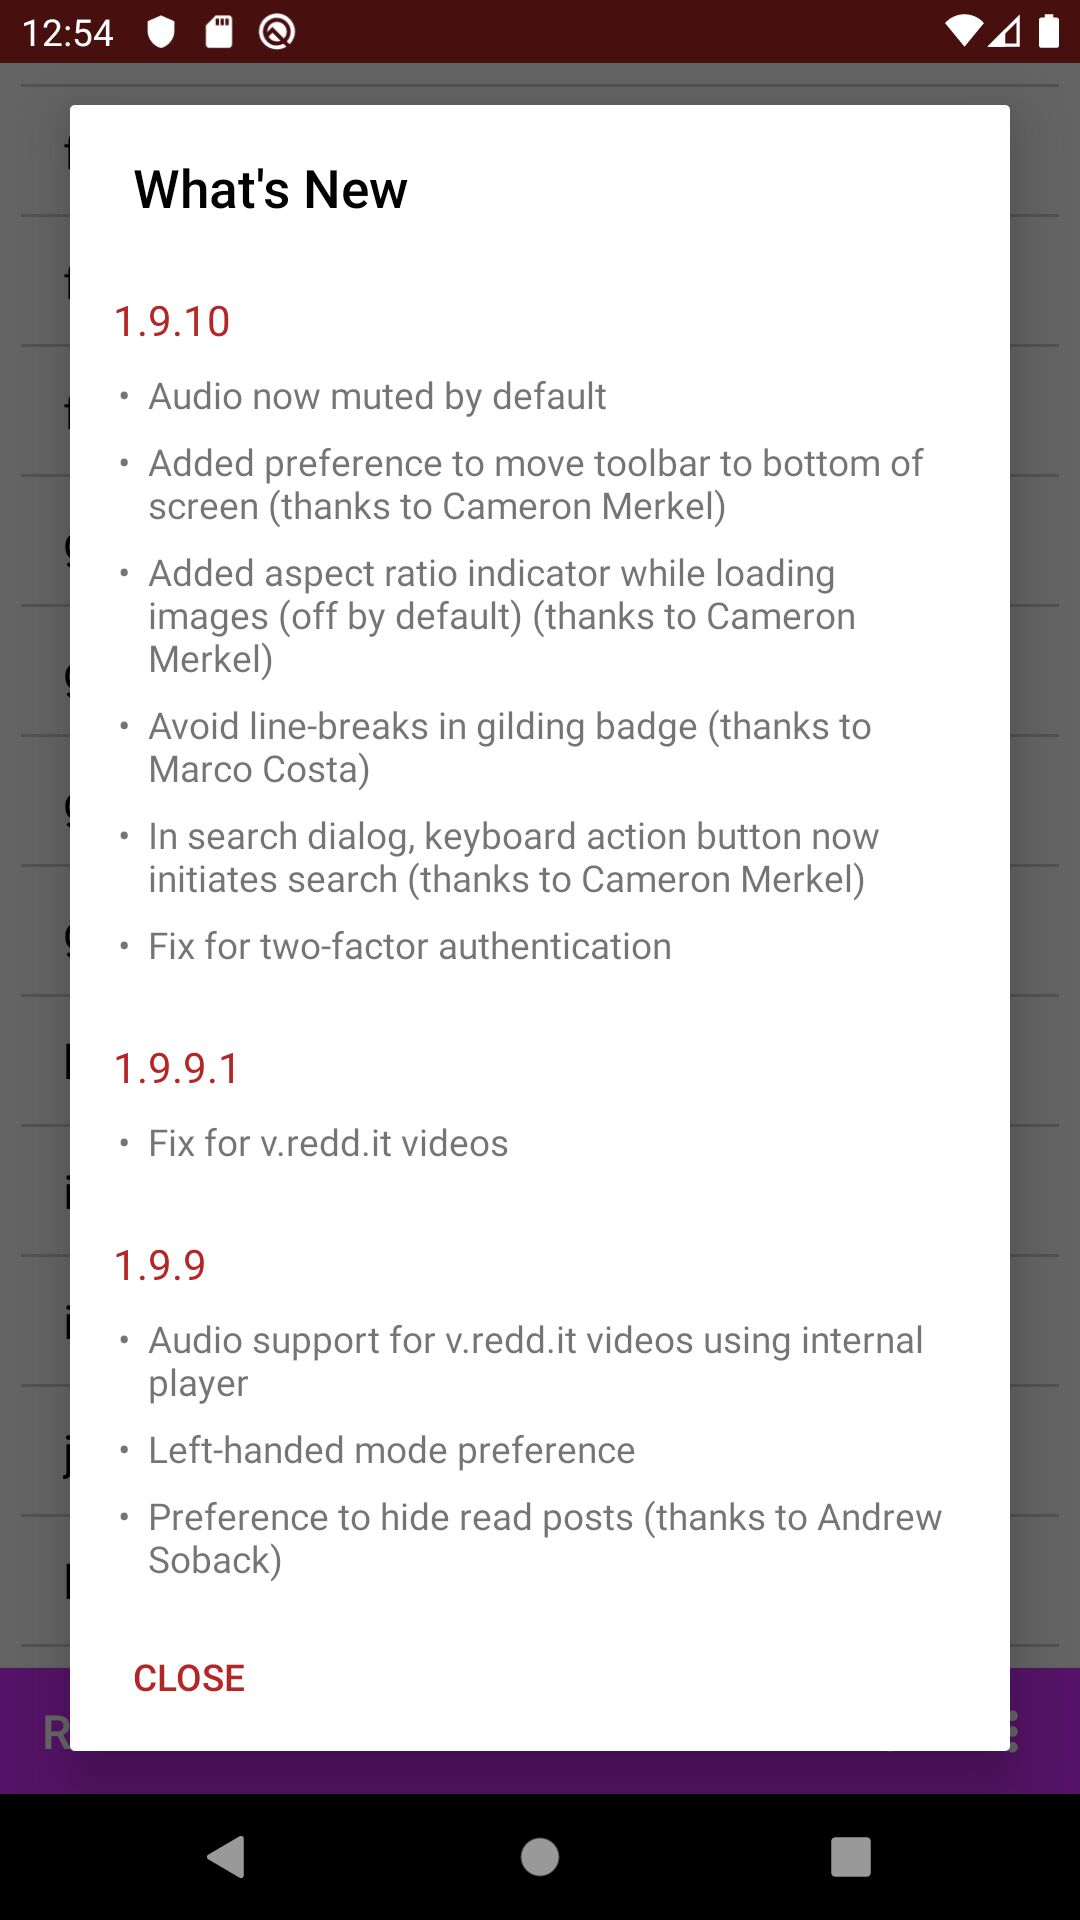 12:54
What's New
1.9.10
• Audio now muted by default
• Added preference to move toolbar to bottom of
screen (thanks to Cameron Merkel)
• Added aspect ratio indicator while loading
images (off by default) (thanks to Cameron
Merkel)
• Avoid line-breaks in gilding badge (thanks to
Marco Costa)
• In search dialog, keyboard action button now
initiates search (thanks to Cameron Merkel)
• Fix for two-factor authentication
1.9.9.1
• Fix for v.redd.it videos
1.9.9
• Audio support for v.redd.it videos using internal
player
• Left-handed mode preference
• Preference to hide read posts (thanks to Andrew
Soback)
CLOSE